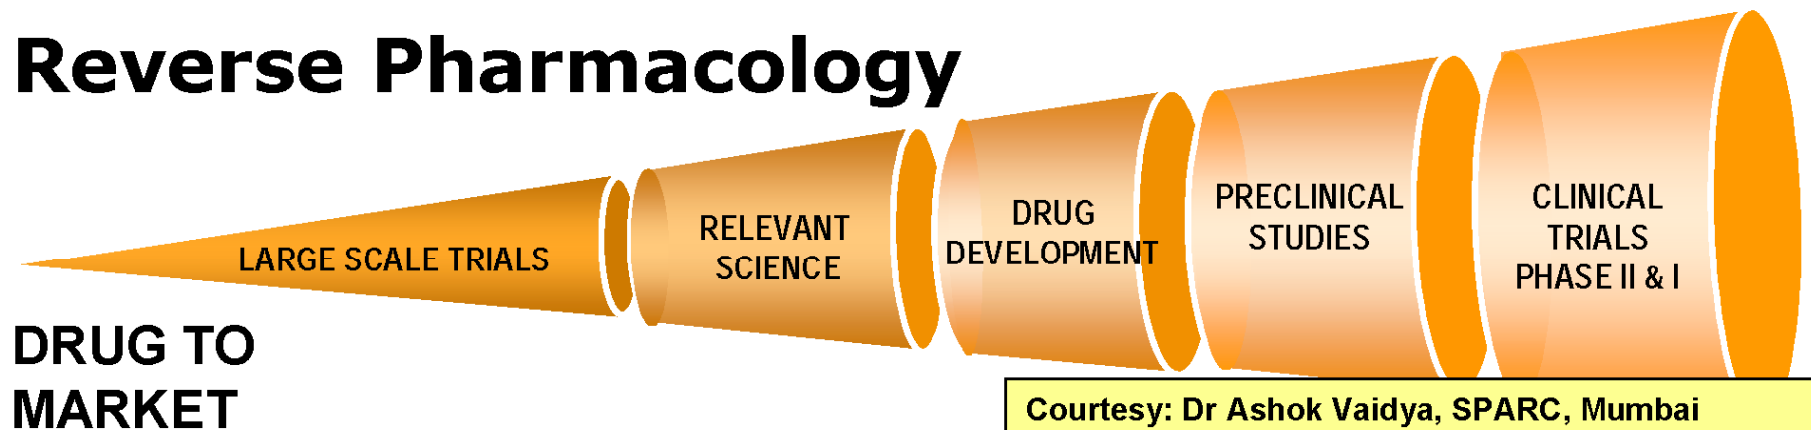 Reverse Pharmacology
LARGE SCALE TRIALS
RELEVANT
SCIENCE
DRUG
DEVELOPMENT
PRECLINICAL
STUDIES
CLINICAL
TRIALS
PHASE II & I
DRUG TO
MARKET
Courtesy: Dr Ashok Vaidya, SPARC, Mumbai